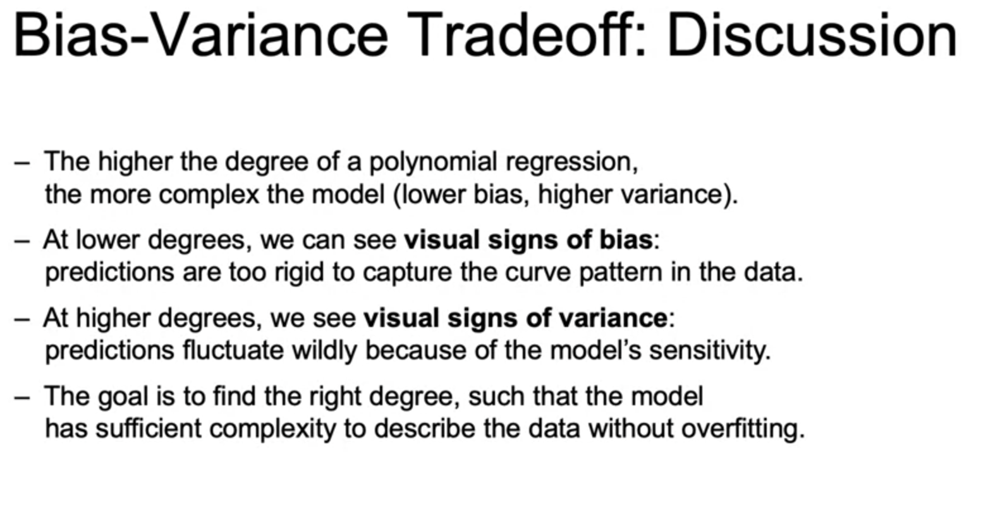 Bias-Variance Tradeoff: Discussion
– The higher the degree of a polynomial regression,
the more complex the model (lower bias, higher variance).
– At lower degrees, we can see visual signs of bias:
predictions are too rigid to capture the curve pattern in the data.
– At higher degrees, we see visual signs of variance:
predictions fluctuate wildly because of the model’s sensitivity.
– The goal is to find the right degree, such that the model
has sufficient complexity to describe the data without overfitting.